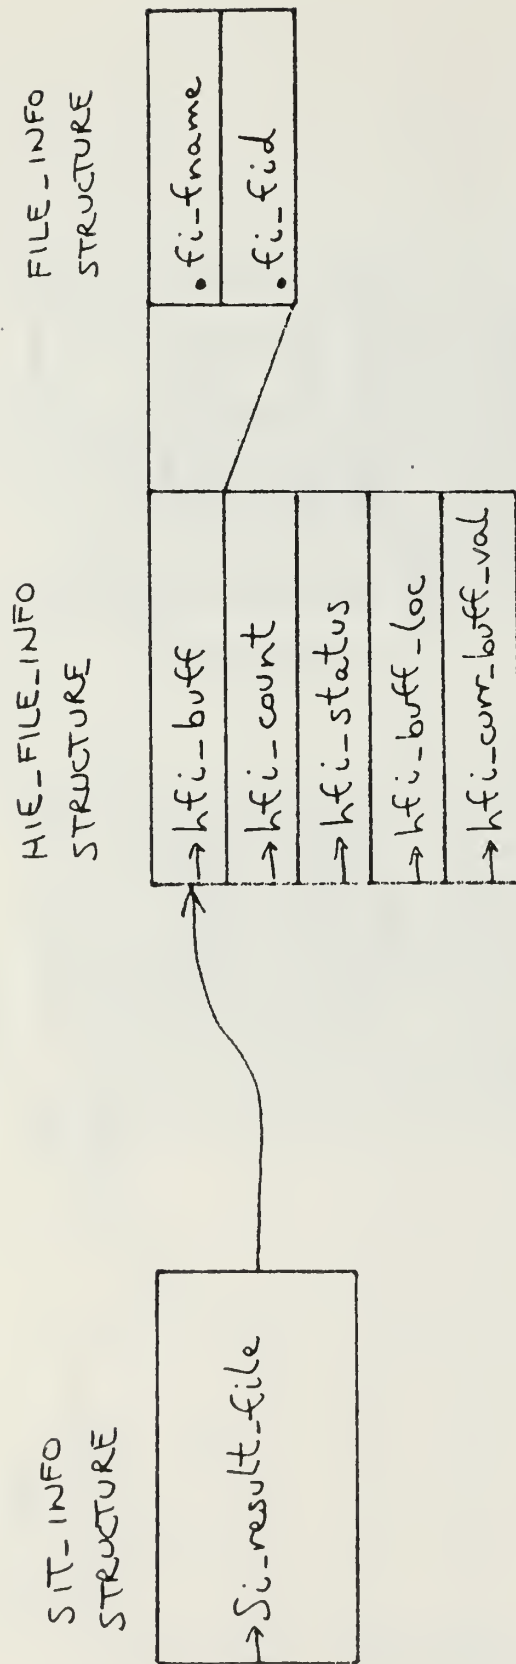 SIT_INFO
STRUCTURE
→Si_result_file
HIE_FILE_INFO
STRUCTURE
→hfi_buff
→hfi_count
→hfi_status
→hfi_buff_loc
→hfi_curr_buff_val
FILE_INFO
STRUCTURE
•fi_fname
•fi_fid